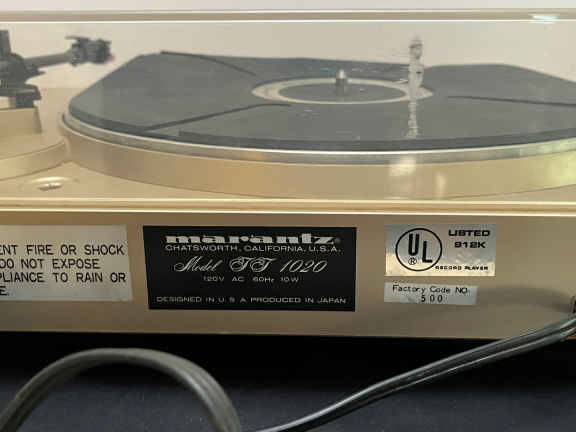 ENT FIRE OR SHOCK
DO NOT EXPOSE
PLIANCE TO RAIN OR
E.
marantz®
CHATSWORTH, CALIFORNIA, U.S.A.
Model TT 1020
120V AC 60Hz 10W
DESIGNED IN U.S.A PRODUCED IN JAPAN
UL®
LISTED
912K
RECORD PLAYER
Factory Code NO.
500